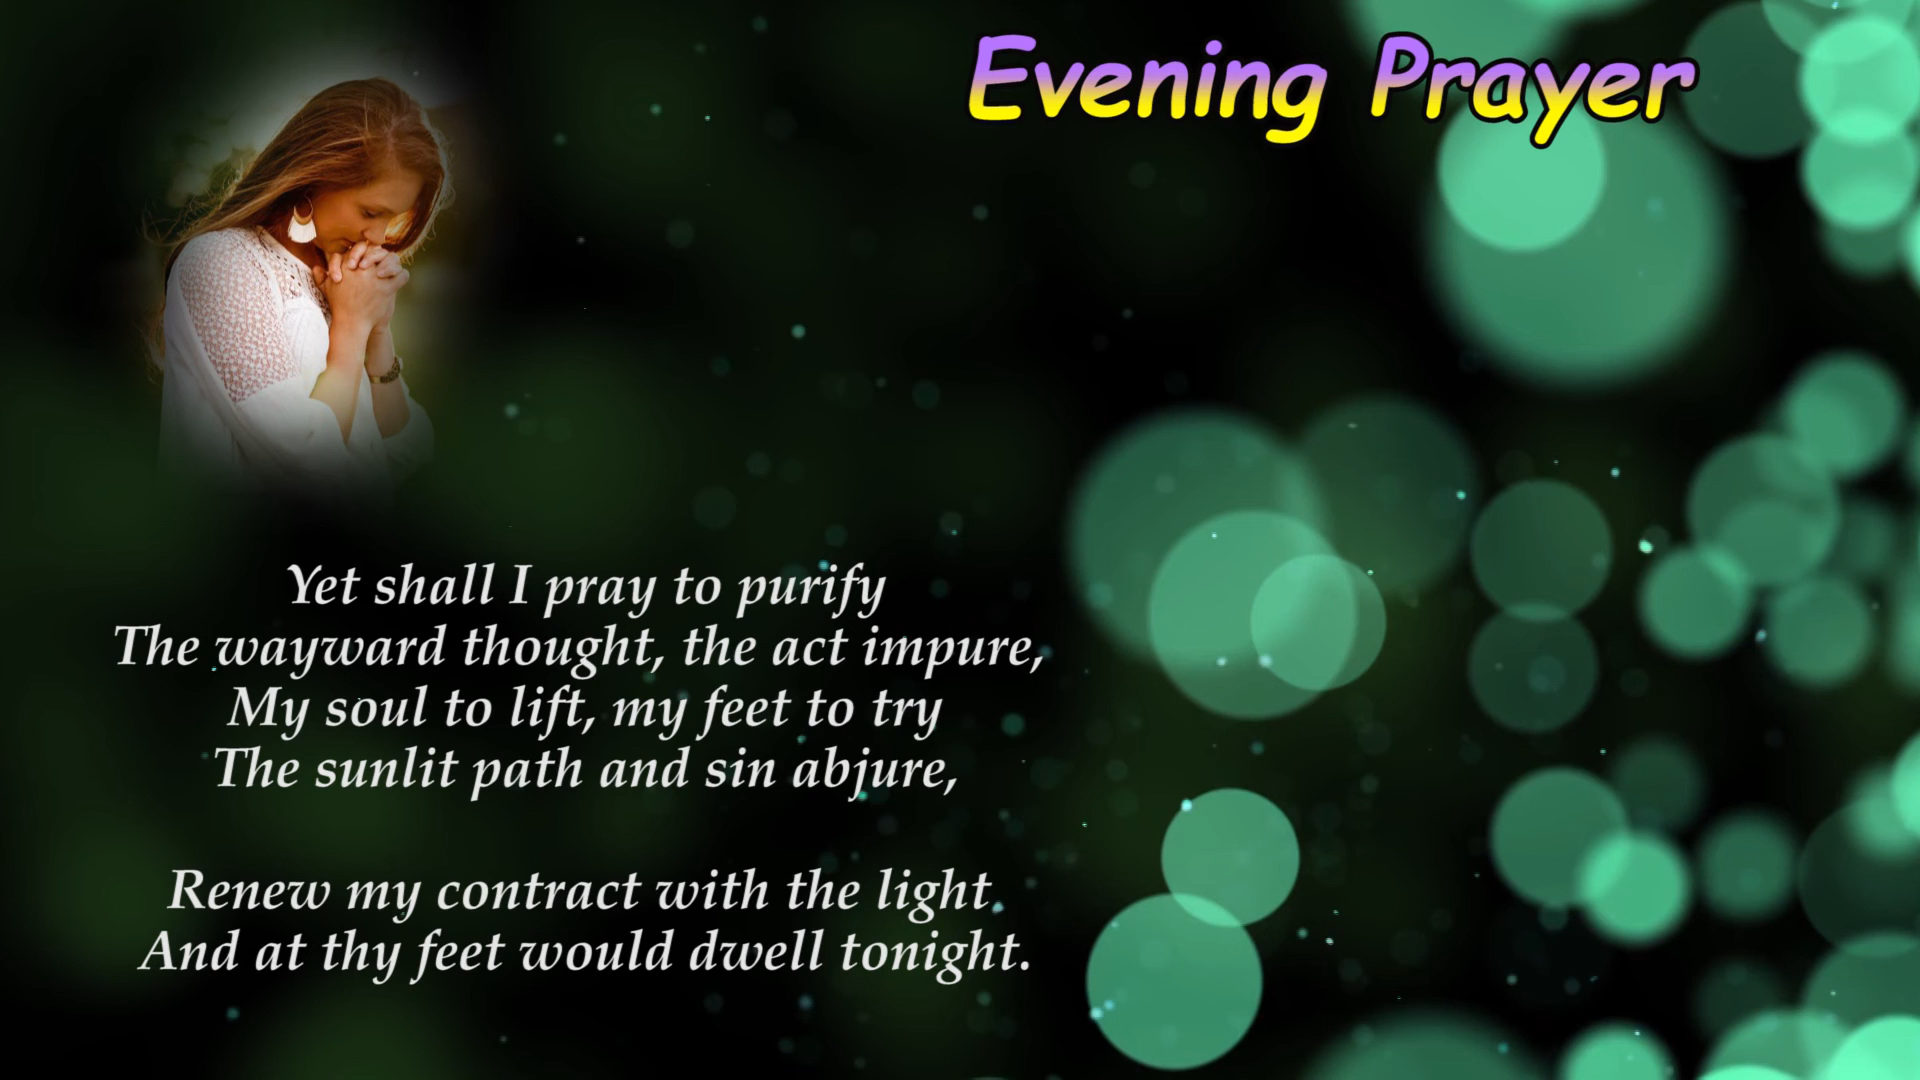 Evening Prayer
Yet shall I pray to purify
The wayward thought, the act impure,
My soul to lift, my feet to try
The sunlit path and sin abjure,
Renew my contract with the light
And at thy feet would dwell tonight.